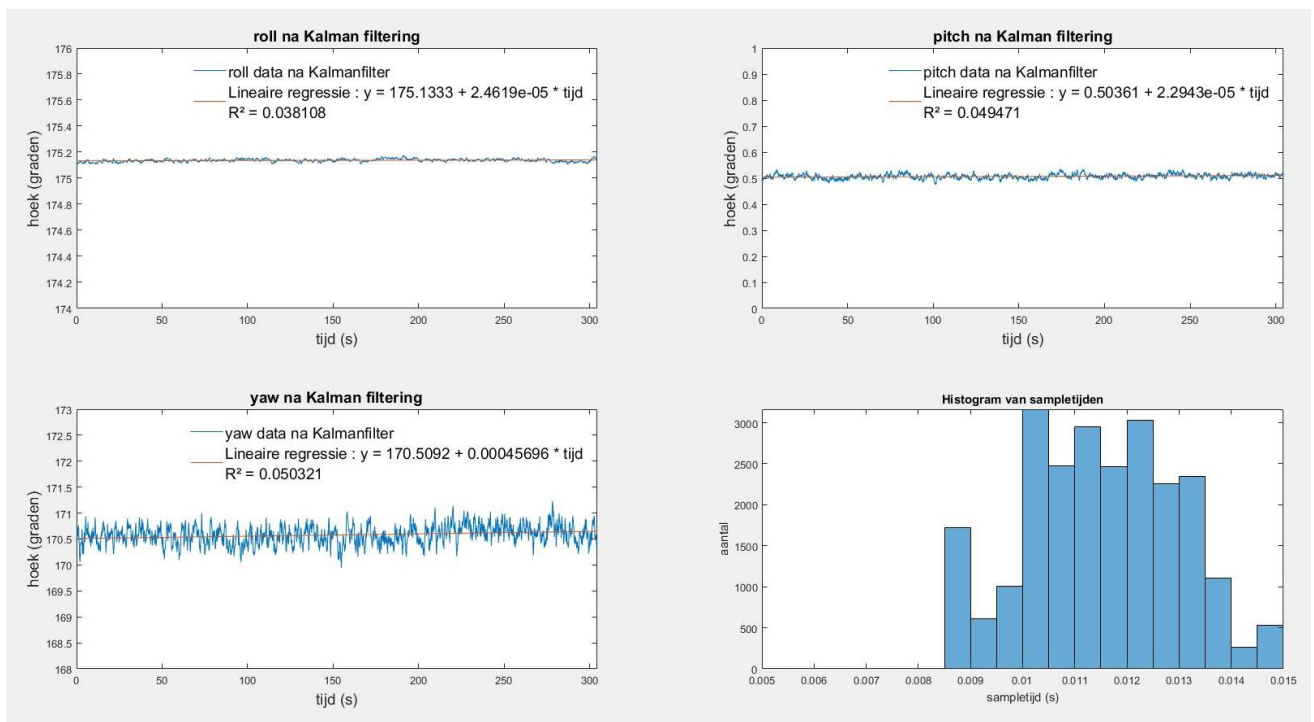 roll na Kalman filtering
176
175.8
175.6
175.4
175.2
175
174.8
174.6
174.4
174.2
174
hoek (graden)
roll data na Kalmanfilter
Lineaire regressie : y = 175.1333 + 2.4619e-05 * tijd
R² = 0.038108
0 50 100 150 200 250 300
tijd (s)
pitch na Kalman filtering
1
0.9
0.8
0.7
0.6
0.5
0.4
0.3
0.2
0.1
0
hoek (graden)
pitch data na Kalmanfilter
Lineaire regressie : y = 0.50361 + 2.2943e-05 * tijd
R² = 0.049471
0 50 100 150 200 250 300
tijd (s)
yaw na Kalman filtering
173
172.5
172
171.5
171
170.5
170
169.5
169
168.5
168
hoek (graden)
yaw data na Kalmanfilter
Lineaire regressie : y = 170.5092 + 0.00045696 * tijd
R² = 0.050321
0 50 100 150 200 250 300
tijd (s)
Histogram van sampletijden
3000
2500
2000
1500
1000
500
0
aantal
0.005 0.006 0.007 0.008 0.009 0.01 0.011 0.012 0.013 0.014 0.015
sampletijd (s)